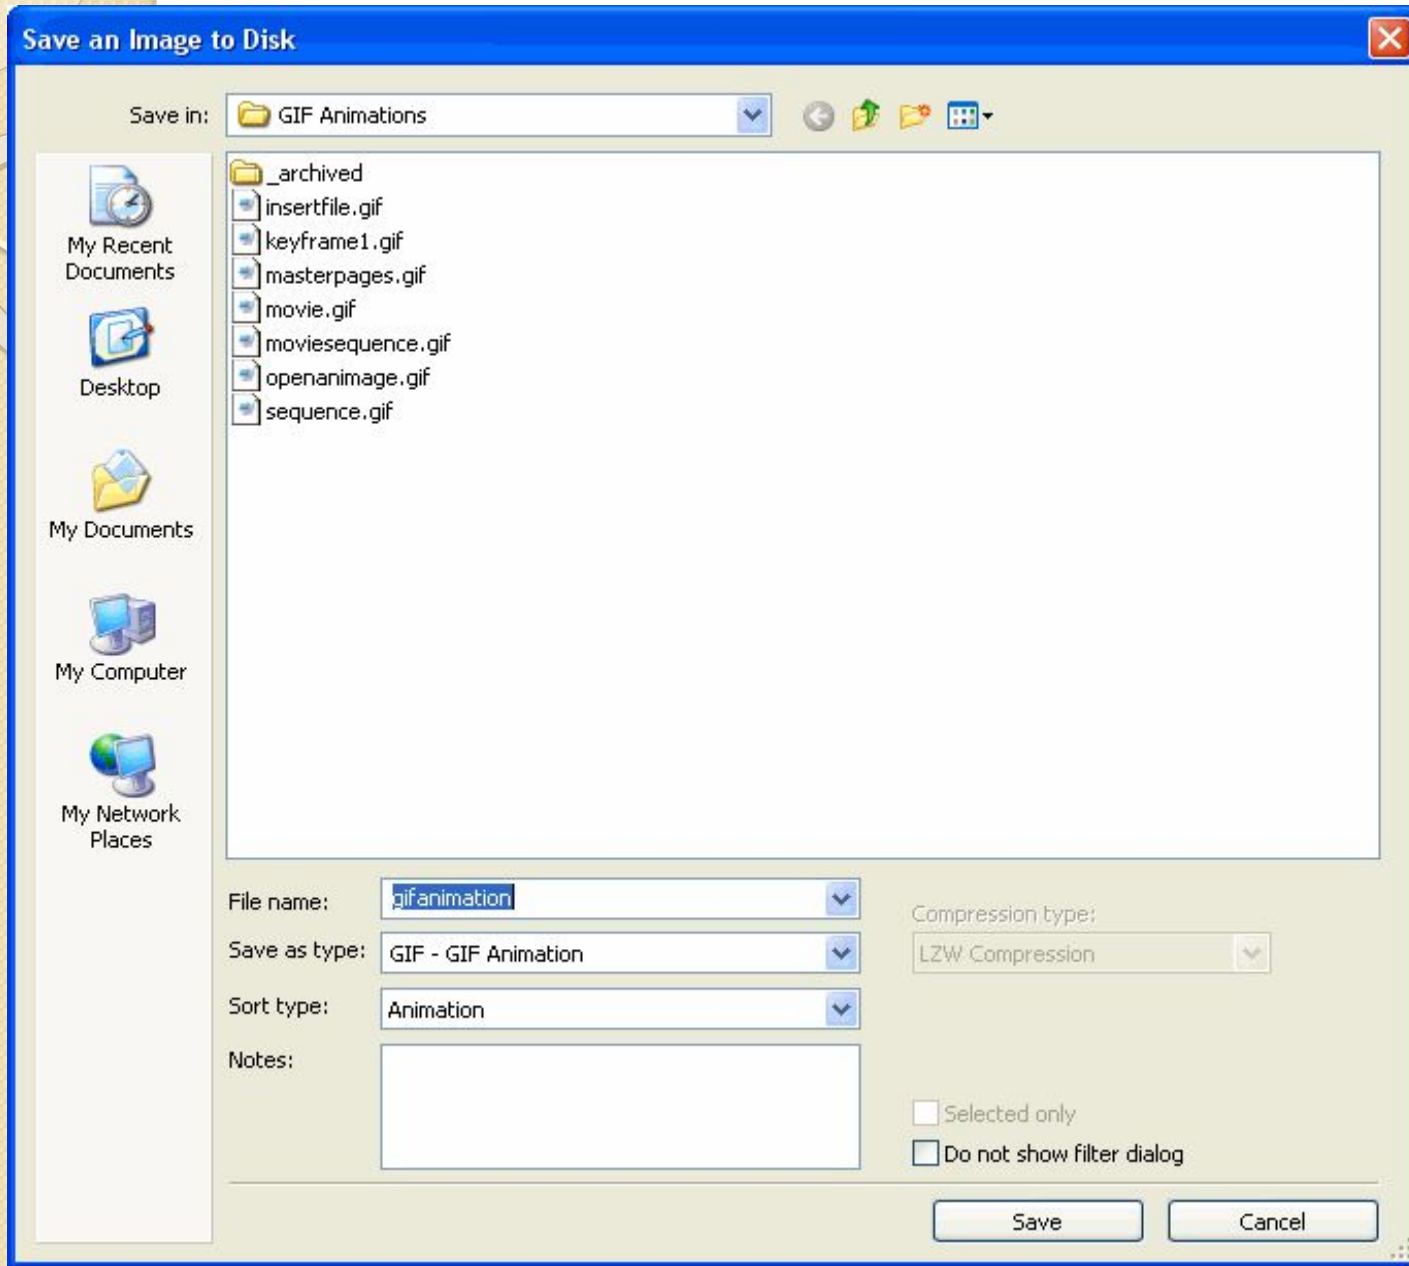 Save an Image to Disk
Save in:
GIF Animations
My Recent
Documents
Desktop
My Documents
My Computer
My Network
Places
_archived
insertfile.gif
keyframe1.gif
masterpages.gif
movie.gif
moviesequence.gif
openanimage.gif
sequence.gif
File name:
gifanimation
Save as type:
GIF - GIF Animation
Sort type:
Animation
Notes:
Compression type:
LZW Compression
Selected only
Do not show filter dialog
Save
Cancel